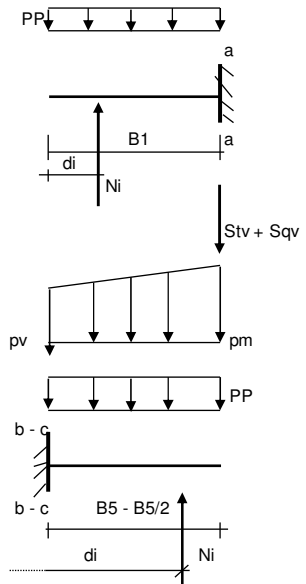 PP
a
B1
a
di
Ni
Stv + Sqv
pv
pm
PP
b - c
b - c
B5 - B5/2
di
Ni